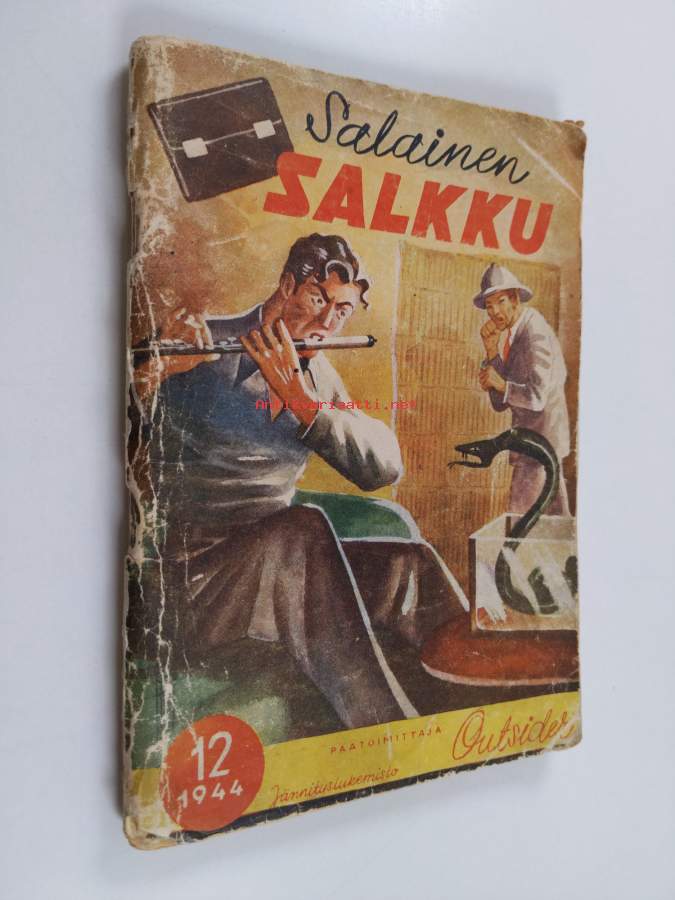 Salainen
SALKKU
Antikvariaatti.net
PÄÄTOIMITTAJA
Outsider
Jännityslukemisto
12
1944